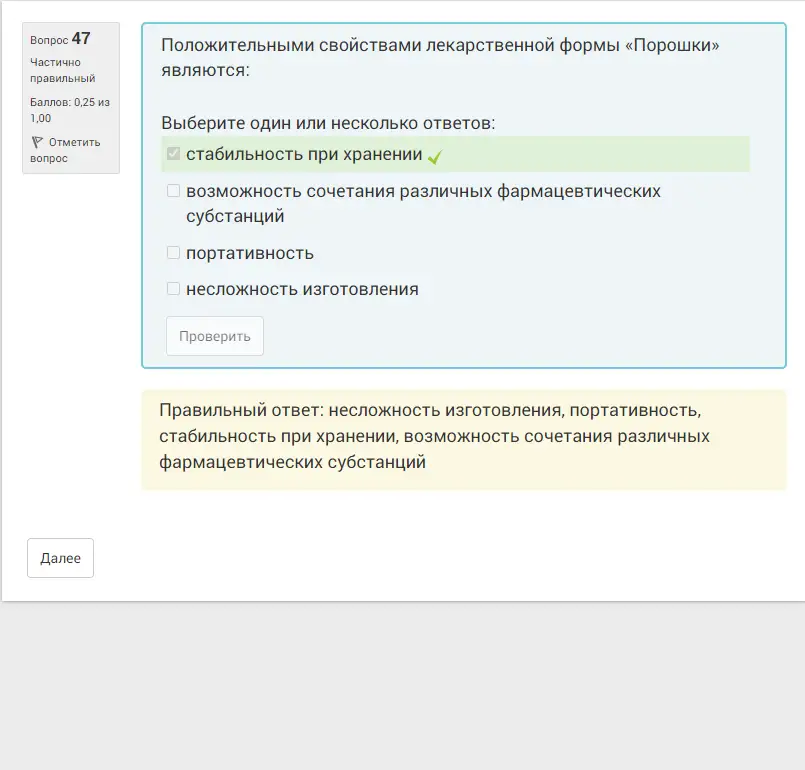 Вопрос 47
Частично
правильный
Баллов: 0,25 из
1,00
Отметить
вопрос
Положительными свойствами лекарственной формы «Порошки»
являются:
Выберите один или несколько ответов:
стабильность при хранении
возможность сочетания различных фармацевтических
субстанций
портативность
несложность изготовления
Проверить
Правильный ответ: несложность изготовления, портативность,
стабильность при хранении, возможность сочетания различных
фармацевтических субстанций
Далее